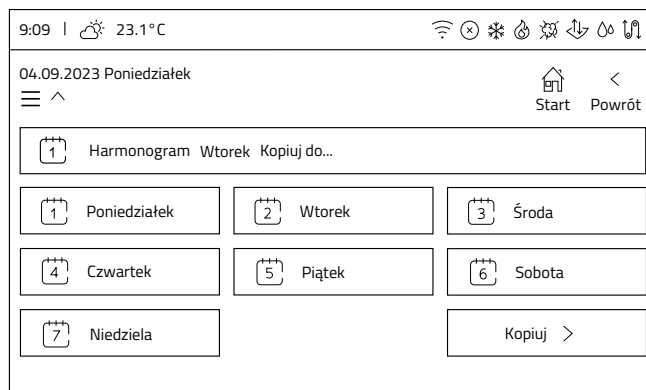 9:09 | 23.1°C
04.09.2023 Poniedziałek
Start Powrót
1 Harmonogram Wtorek Kopiuj do...
1 Poniedziałek 2 Wtorek 3 Środa
4 Czwartek 5 Piątek 6 Sobota
7 Niedziela Kopiuj >